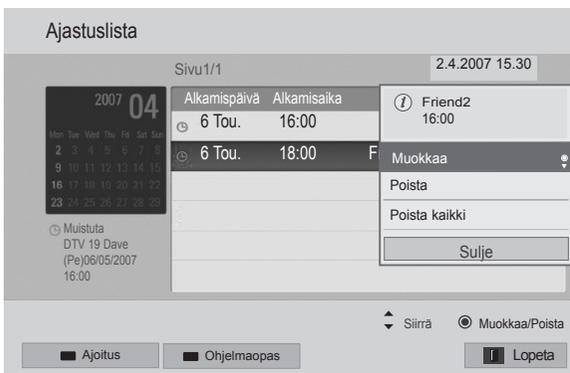 Ajastuslista
Sivu1/1
2.4.2007 15.30
2007 04
Mon Tue Wed Thu Fri Sat Sun
2 3 4 5 6 7 8
9 10 11 12 13 14 15
16 17 18 19 20 21 22
23 24 25 26 27 28 29
Muistuta
DTV 19 Dave
(Pe)06/05/2007
16:00
Alkamispäivä Alkamisaika
6 Tou. 16:00
6 Tou. 18:00 F
Friend2
16:00
Muokkaa
Poista
Poista kaikki
Sulje
Siirrä Muokkaa/Poista
Ajoitus Ohjelmaopas Lopeta